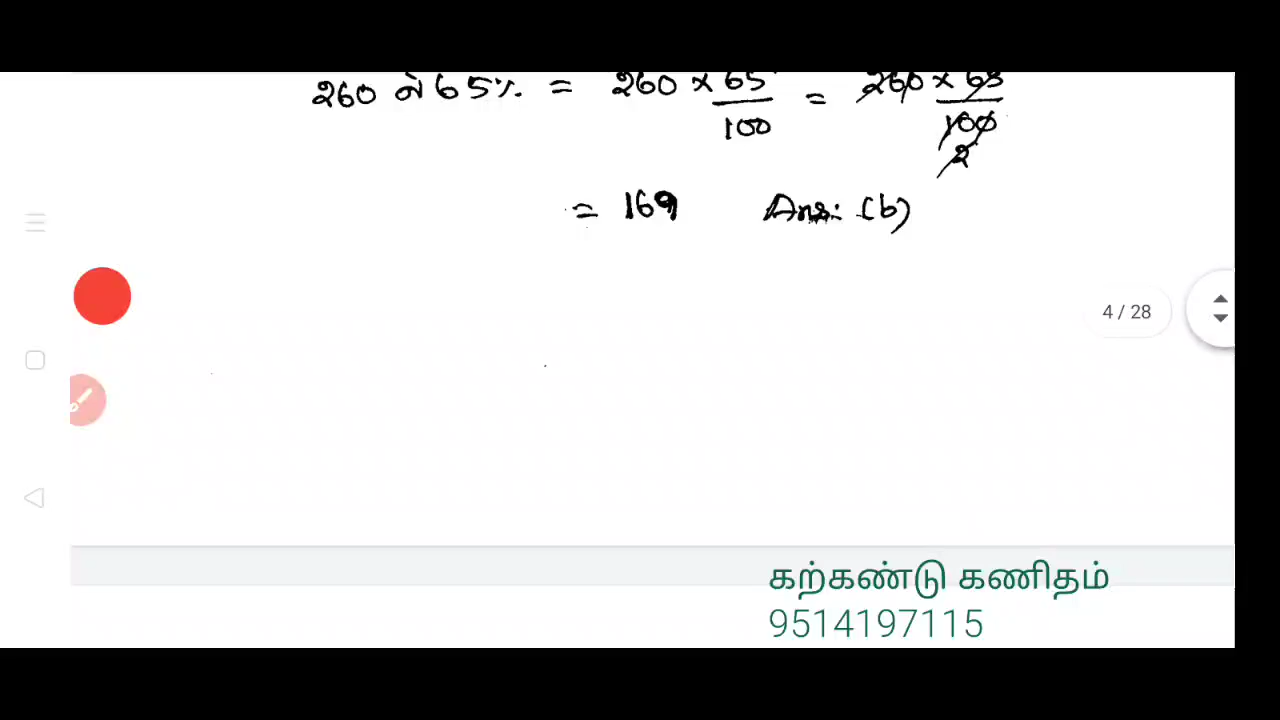 260 ல் 65% = 260 × 65/100 = 260 × 65/100
2
= 169 Ans: (b)
4 / 28
கற்கண்டு கணிதம்
9514197115